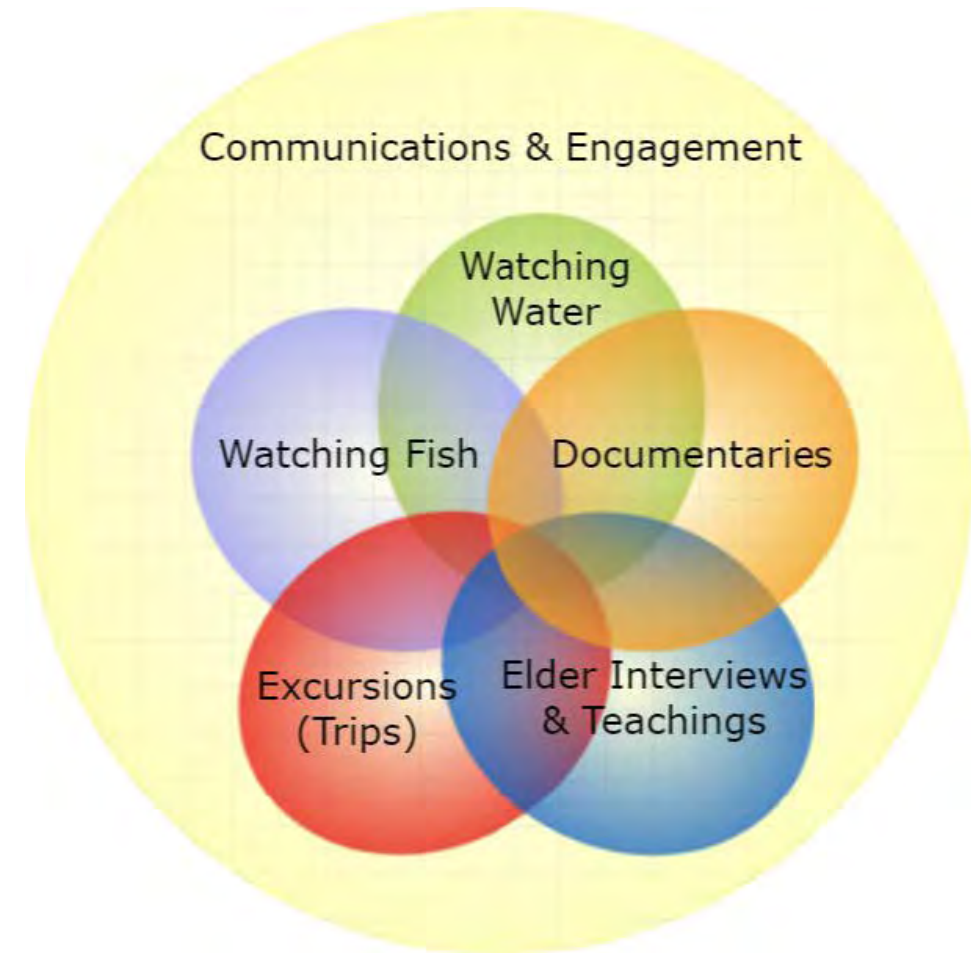 Communications & Engagement
Watching
Water
Watching Fish
Documentaries
Excursions
(Trips)
Elder Interviews
& Teachings